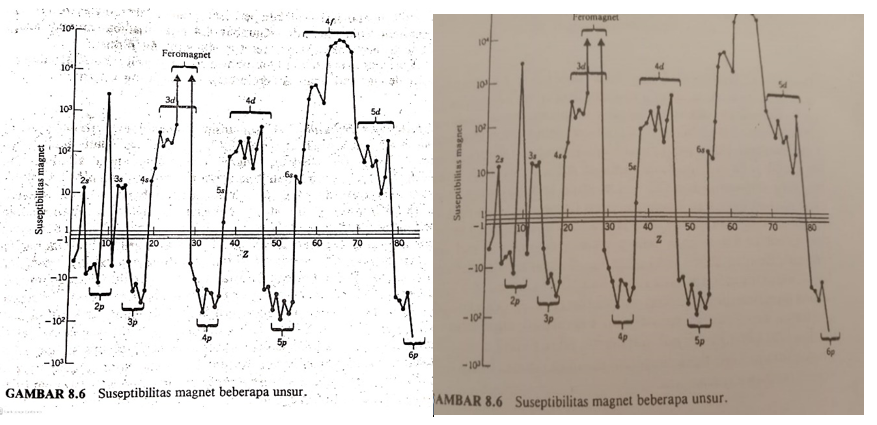 4f
10⁵
Feromagnet
10⁴
3d
4d
10³
5d
10²
2s
3s
4s
5s
6s
10
Suseptibilitas magnet
1
10 20 30 40 50 60 70 80
−1
Z
−10
2p
3p
4p
5p
6p
−10²
−10³
GAMBAR 8.6 Suseptibilitas magnet beberapa unsur.
Feromagnet
10⁴
3d
4d
10³
5d
10²
2s
3s
4s
5s
6s
10
Suseptibilitas magnet
1
10 20 30 40 50 60 70 80
−1
Z
−10
2p
3p
4p
5p
6p
−10²
−10³
AMBAR 8.6 Suseptibilitas magnet beberapa unsur.